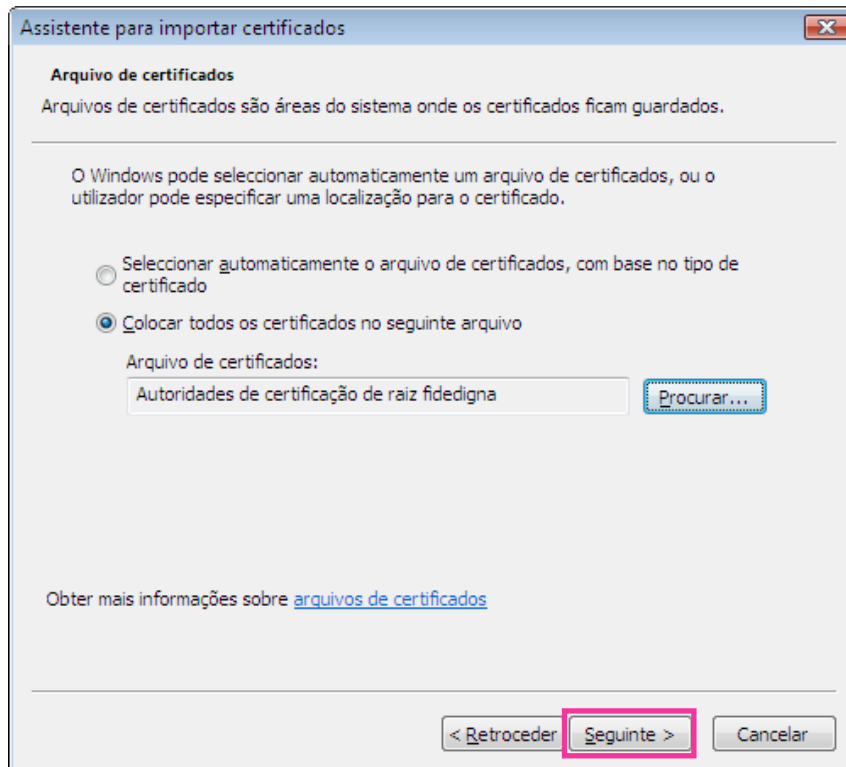 Assistente para importar certificados
Arquivo de certificados
Arquivos de certificados são áreas do sistema onde os certificados ficam guardados.
O Windows pode seleccionar automaticamente um arquivo de certificados, ou o
utilizador pode especificar uma localização para o certificado.
Seleccionar automaticamente o arquivo de certificados, com base no tipo de
certificado
Colocar todos os certificados no seguinte arquivo
Arquivo de certificados:
Autoridades de certificação de raiz fidedigna
Procurar...
Obter mais informações sobre arquivos de certificados
< Retroceder Seguinte > Cancelar